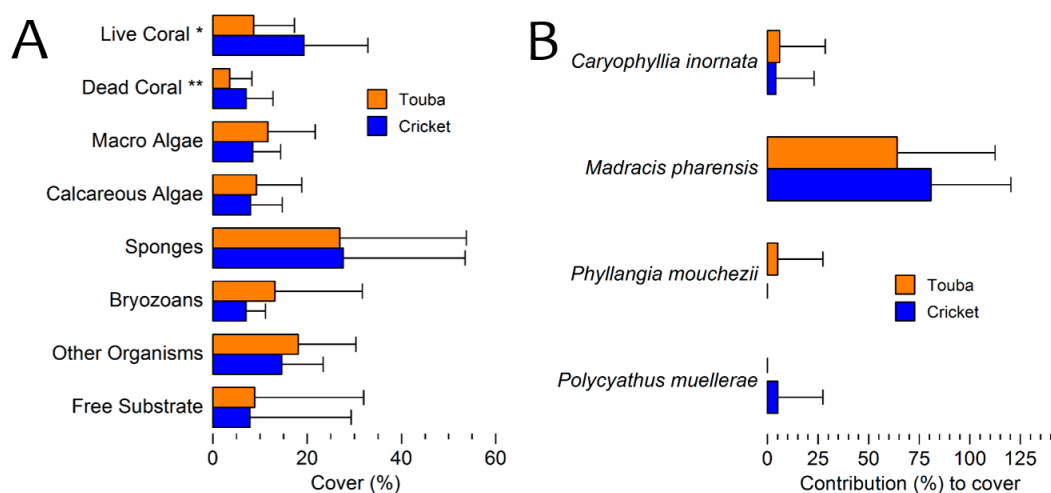 A
Live Coral *
Dead Coral **
Macro Algae
Calcareous Algae
Sponges
Bryozoans
Other Organisms
Free Substrate
Touba
Cricket
0 20 40 60
Cover (%)
B
Caryophyllia inornata
Madracis pharensis
Phyllangia mouchezii
Polycyathus muellerae
Touba
Cricket
0 25 50 75 100 125
Contribution (%) to cover